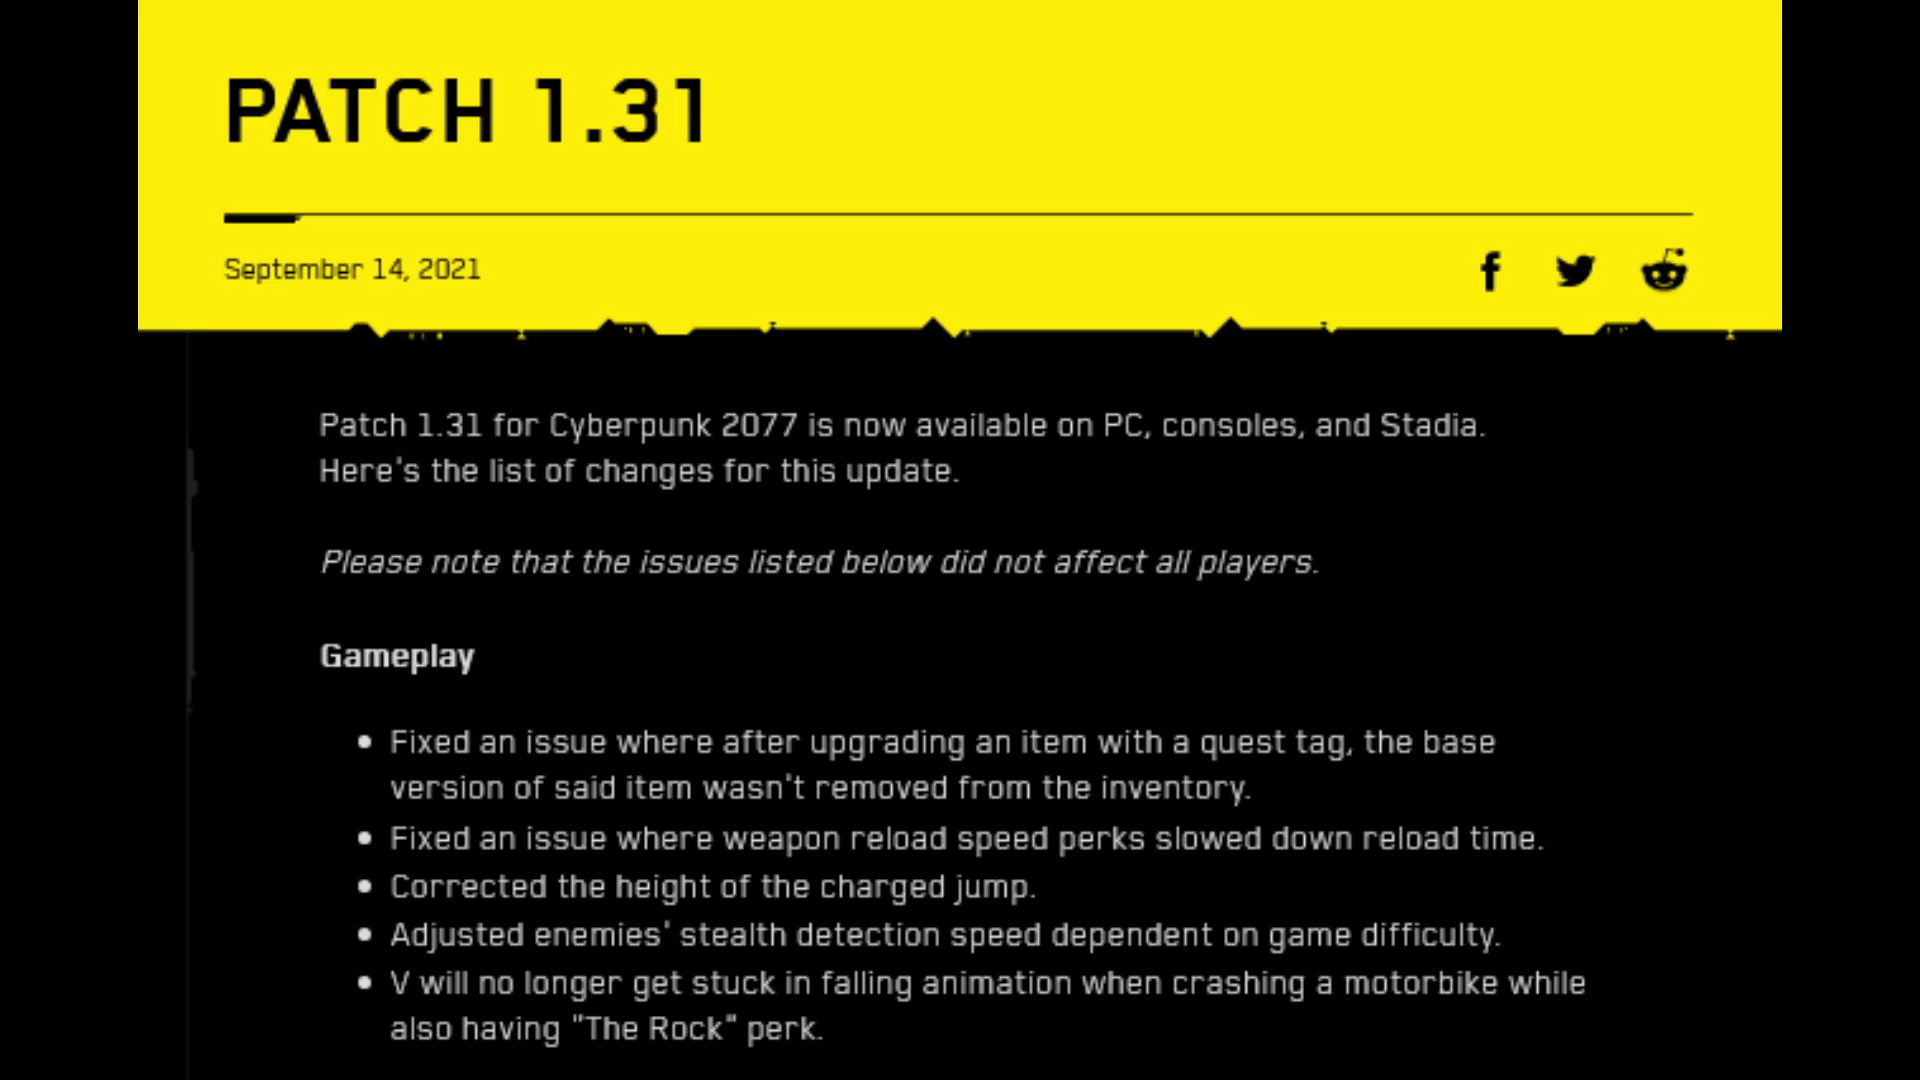 PATCH 1.31
September 14, 2021
Patch 1.31 for Cyberpunk 2077 is now available on PC, consoles, and Stadia.
Here's the list of changes for this update.
Please note that the issues listed below did not affect all players.
Gameplay
• Fixed an issue where after upgrading an item with a quest tag, the base
version of said item wasn't removed from the inventory.
• Fixed an issue where weapon reload speed perks slowed down reload time.
• Corrected the height of the charged jump.
• Adjusted enemies' stealth detection speed dependent on game difficulty.
• V will no longer get stuck in falling animation when crashing a motorbike while
also having "The Rock" perk.